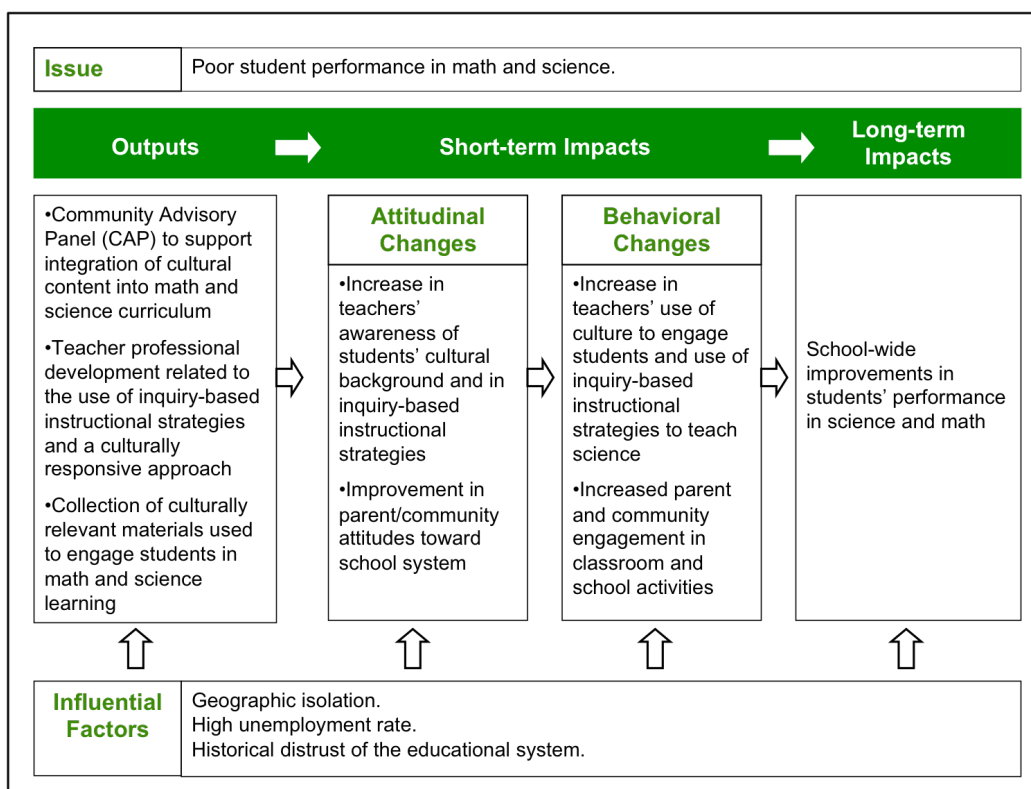 Issue
Poor student performance in math and science.
Outputs
Short-term Impacts
Long-term
Impacts
•Community Advisory
Panel (CAP) to support
integration of cultural
content into math and
science curriculum
•Teacher professional
development related to
the use of inquiry-based
instructional strategies
and a culturally
responsive approach
•Collection of culturally
relevant materials used
to engage students in
math and science
learning
Attitudinal
Changes
•Increase in
teachers’
awareness of
students’ cultural
background and in
inquiry-based
instructional
strategies
•Improvement in
parent/community
attitudes toward
school system
Behavioral
Changes
•Increase in
teachers’ use of
culture to engage
students and use of
inquiry-based
instructional
strategies to teach
science
•Increased parent
and community
engagement in
classroom and
school activities
School-wide
improvements in
students’ performance
in science and math
Influential
Factors
Geographic isolation.
High unemployment rate.
Historical distrust of the educational system.